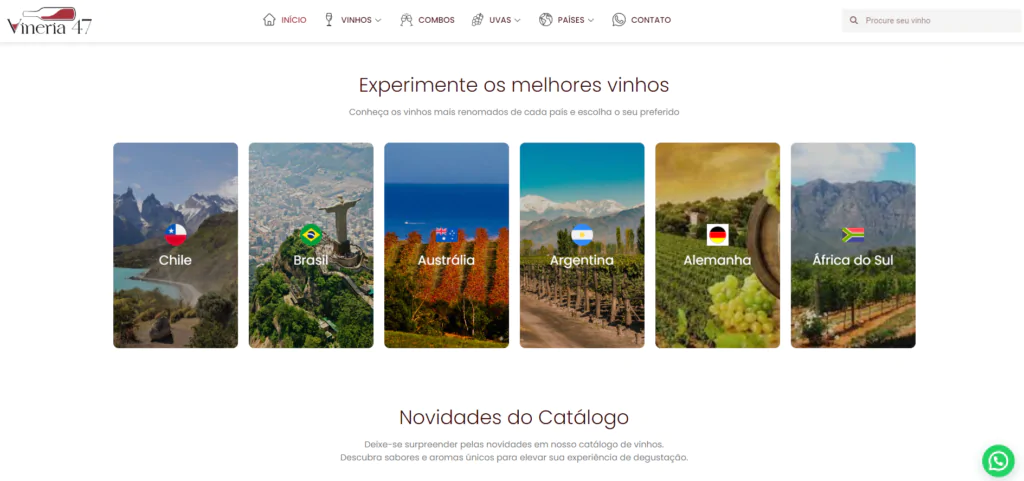 Vineria 47
INÍCIO
VINHOS
COMBOS
UVAS
PAÍSES
CONTATO
Procure seu vinho
Experimente os melhores vinhos
Conheça os vinhos mais renomados de cada país e escolha o seu preferido
Chile
Brasil
Austrália
Argentina
Alemanha
África do Sul
Novidades do Catálogo
Deixe-se surpreender pelas novidades em nosso catálogo de vinhos.
Descubra sabores e aromas únicos para elevar sua experiência de degustação.